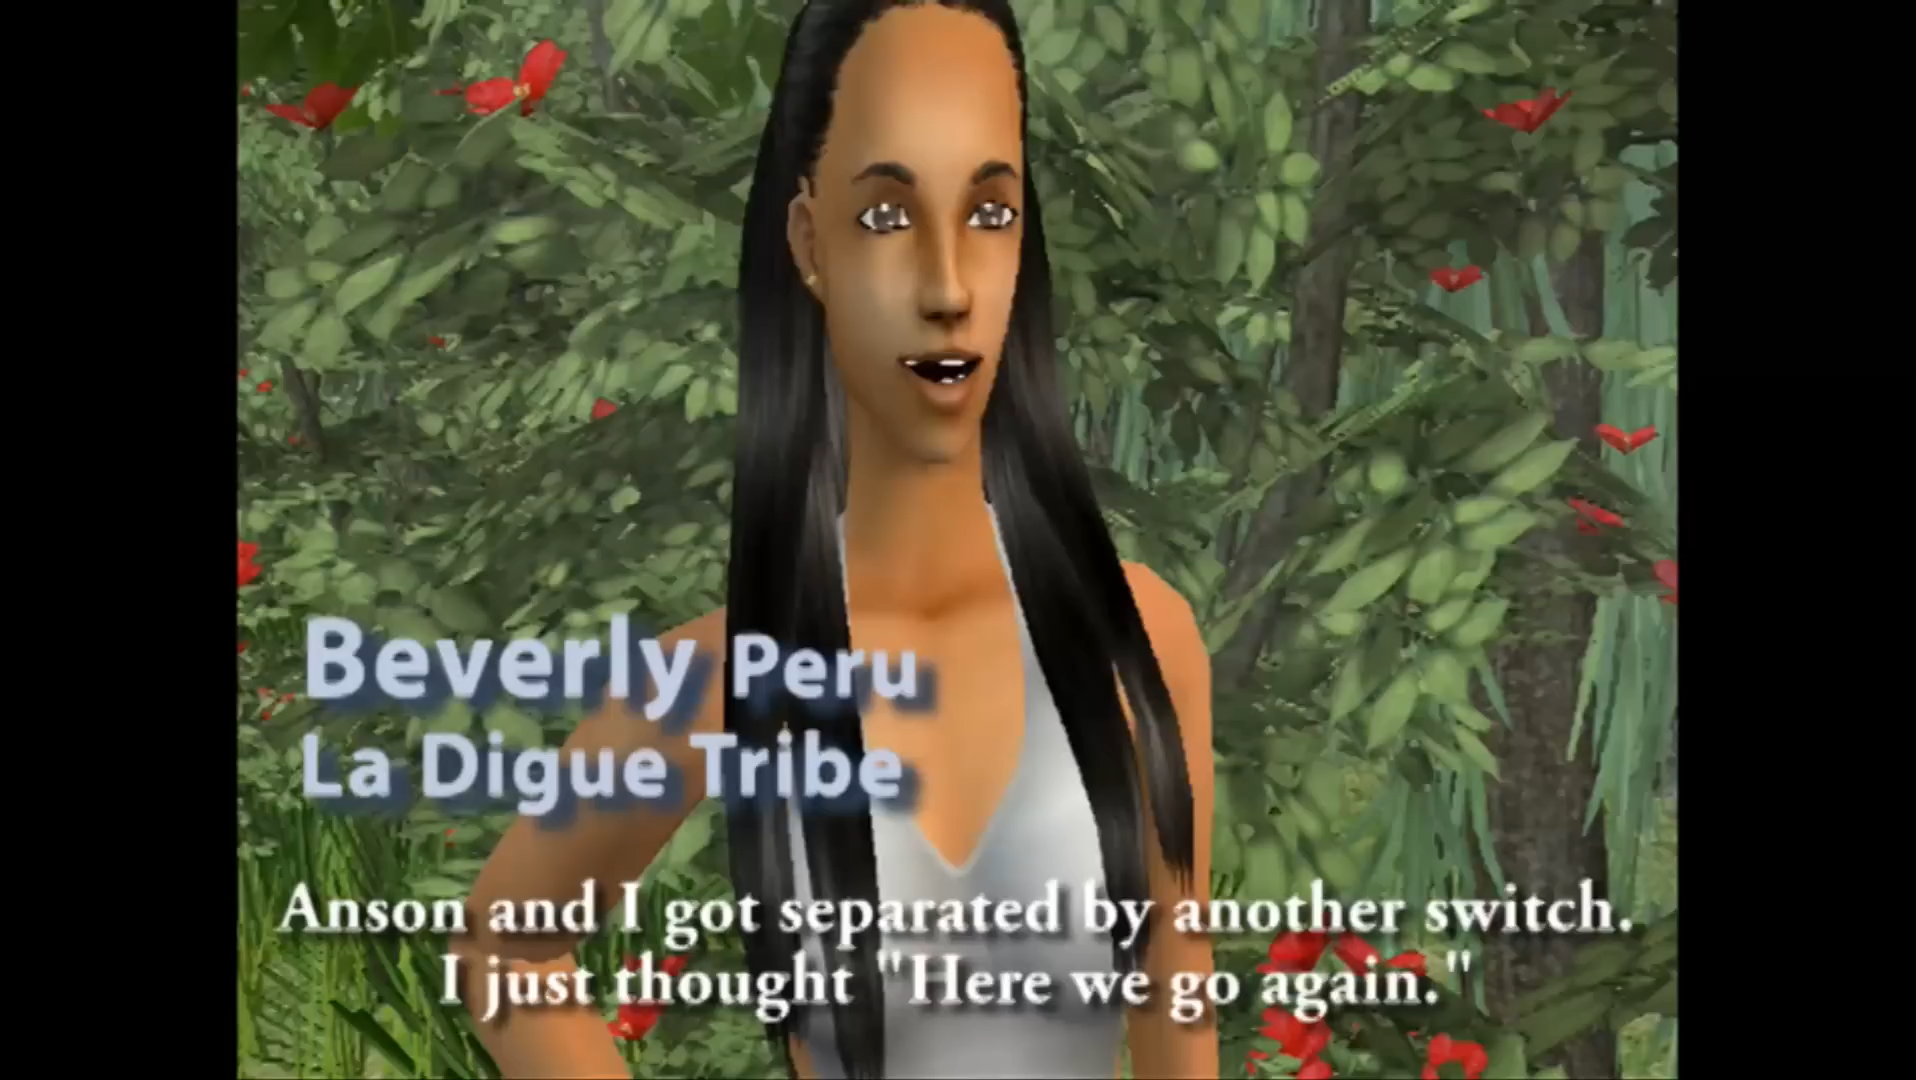 Beverly Peru
La Digue Tribe
Anson and I got separated by another switch.
I just thought "Here we go again."